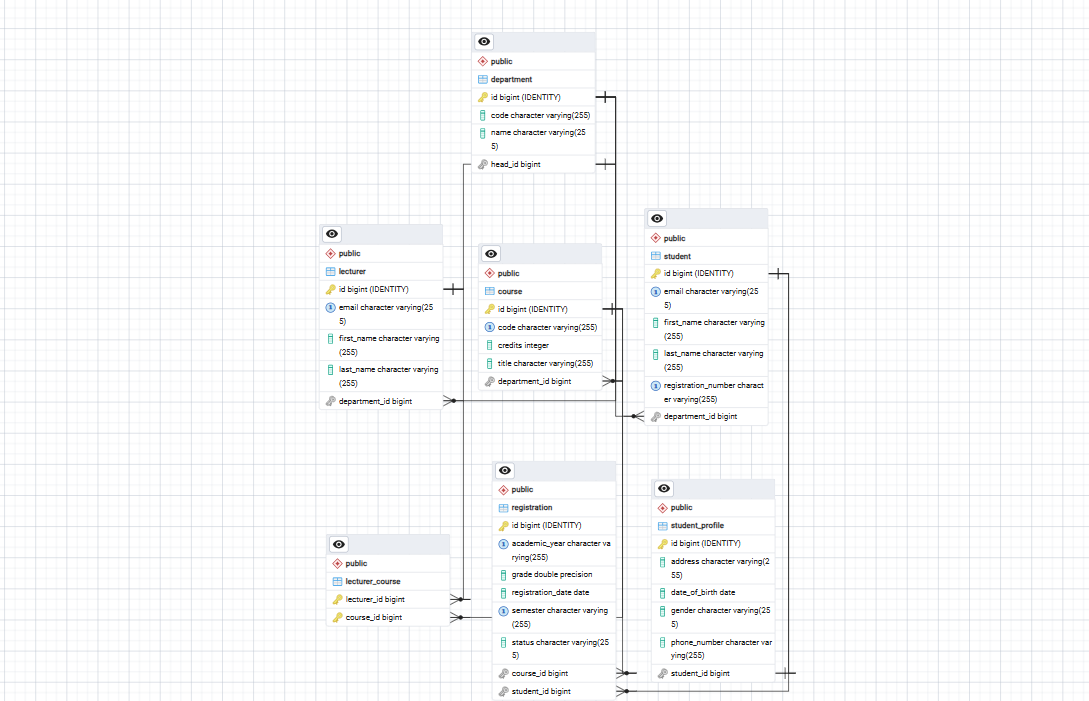 public
department
id bigint (IDENTITY)
code character varying(255)
name character varying(25
5)
head_id bigint
public
lecturer
id bigint (IDENTITY)
1 email character varying(25
5)
first_name character varying
(255)
last_name character varying
(255)
department_id bigint
public
course
id bigint (IDENTITY)
1 code character varying(255)
credits integer
title character varying(255)
department_id bigint
public
student
id bigint (IDENTITY)
1 email character varying(25
5)
first_name character varying
(255)
last_name character varying
(255)
1 registration_number charact
er varying(255)
department_id bigint
public
lecturer_course
lecturer_id bigint
course_id bigint
public
registration
id bigint (IDENTITY)
1 academic_year character va
rying(255)
grade double precision
registration_date date
1 semester character varying
(255)
status character varying(25
5)
course_id bigint
student_id bigint
public
student_profile
id bigint (IDENTITY)
address character varying(2
55)
date_of_birth date
gender character varying(25
5)
phone_number character var
ying(255)
student_id bigint